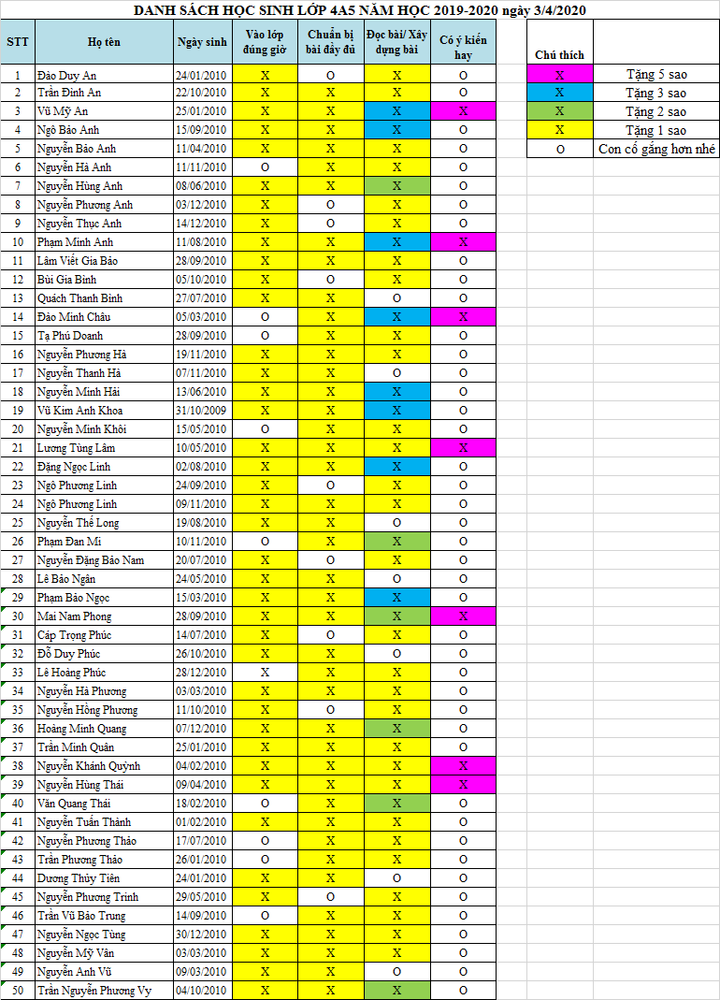 DANH SÁCH HỌC SINH LỚP 4A5 NĂM HỌC 2019-2020 ngày 3/4/2020
STT Họ tên Ngày sinh Vào lớp đúng giờ Chuẩn bị bài đầy đủ Đọc bài/ Xây dựng bài Có ý kiến hay Chú thích
1 Đào Duy An 24/01/2010 X O X O X Tặng 5 sao
2 Trần Đình An 22/10/2010 X X X O X Tặng 3 sao
3 Vũ Mỹ An 25/01/2010 X X X X X Tặng 2 sao
4 Ngô Bảo Anh 15/09/2010 X X X O X Tặng 1 sao
5 Nguyễn Bảo Anh 11/04/2010 X X X O O Con cố gắng hơn nhé
6 Nguyễn Hà Anh 11/11/2010 O X X O
7 Nguyễn Hùng Anh 08/06/2010 X X X O
8 Nguyễn Phương Anh 03/12/2010 X O X O
9 Nguyễn Thục Anh 14/12/2010 X O X O
10 Phạm Minh Anh 11/08/2010 X X X X
11 Lâm Viết Gia Bảo 28/09/2010 X X X O
12 Bùi Gia Bình 05/10/2010 X O X O
13 Quách Thanh Bình 27/07/2010 X X O O
14 Đào Minh Châu 05/03/2010 O X X X
15 Tạ Phú Doanh 28/09/2010 O X X O
16 Nguyễn Phương Hà 19/11/2010 X X X O
17 Nguyễn Thanh Hà 07/11/2010 X X O O
18 Nguyễn Minh Hải 13/06/2010 X X X O
19 Vũ Kim Anh Khoa 31/10/2009 X X X O
20 Nguyễn Minh Khôi 15/05/2010 O X X O
21 Lương Tùng Lâm 10/05/2010 X X X X
22 Đặng Ngọc Linh 02/08/2010 X X X O
23 Ngô Phương Linh 24/09/2010 X O X O
24 Ngô Phương Linh 09/11/2010 X X X O
25 Nguyễn Thế Long 19/08/2010 X X O O
26 Phạm Đan Mi 10/11/2010 O X X O
27 Nguyễn Đặng Bảo Nam 20/07/2010 X O X O
28 Lê Bảo Ngân 24/05/2010 X X O O
29 Phạm Bảo Ngọc 15/03/2010 X X X O
30 Mai Nam Phong 28/09/2010 X X X X
31 Cáp Trọng Phúc 14/07/2010 X O X O
32 Đỗ Duy Phúc 26/10/2010 X X O O
33 Lê Hoàng Phúc 28/12/2010 X X X O
34 Nguyễn Hà Phương 03/03/2010 X X X O
35 Nguyễn Hồng Phương 11/10/2010 X O X O
36 Hoàng Minh Quang 07/12/2010 X X X O
37 Trần Minh Quân 25/01/2010 X X X O
38 Nguyễn Khánh Quỳnh 04/02/2010 X X X X
39 Nguyễn Hùng Thái 09/04/2010 X X X X
40 Văn Quang Thái 18/02/2010 O X X O
41 Nguyễn Tuấn Thành 01/02/2010 X X X O
42 Nguyễn Phương Thảo 17/07/2010 O X X O
43 Trần Phương Thảo 26/01/2010 O X X O
44 Dương Thủy Tiên 24/01/2010 X X O O
45 Nguyễn Phương Trinh 29/05/2010 X O X O
46 Trần Vũ Bảo Trung 14/09/2010 O X X O
47 Nguyễn Ngọc Tùng 30/12/2010 X X X O
48 Nguyễn Mỹ Vân 03/03/2010 X X X O
49 Nguyễn Anh Vũ 09/03/2010 X X O O
50 Trần Nguyễn Phương Vy 04/10/2010 X X X O